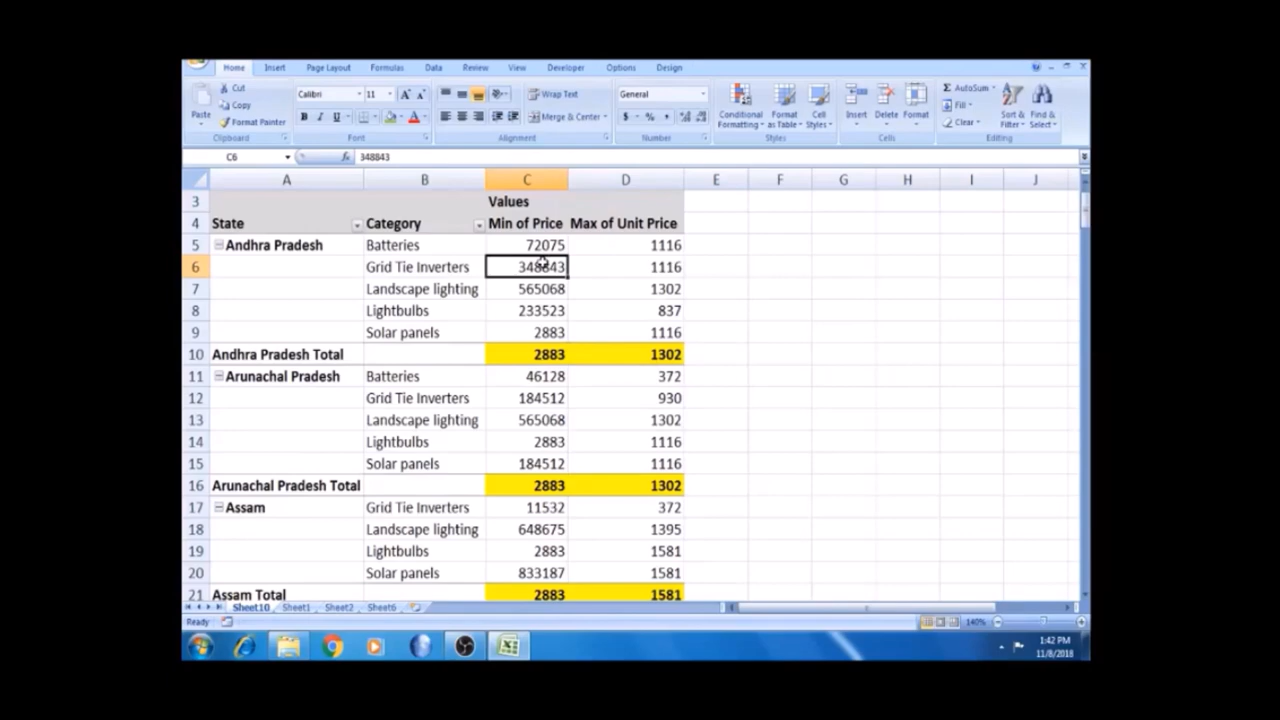 Home Insert Page Layout Formulas Data Review View Developer Options Design
Cut
Copy
Format Painter
Paste
Calibri 11
B I U
Wrap Text
Merge & Center
General
$ % ,
Conditional Formatting
Format as Table
Cell Styles
Insert Delete Format
AutoSum
Fill
Clear
Sort & Filter
Find & Select
Clipboard Font Alignment Number Styles Cells Editing
C6 fx 348843
A B C D E F G H I J
3 Values
4 State Category Min of Price Max of Unit Price
5 Andhra Pradesh Batteries 72075 1116
6 Grid Tie Inverters 348843 1116
7 Landscape lighting 565068 1302
8 Lightbulbs 233523 837
9 Solar panels 2883 1116
10 Andhra Pradesh Total 2883 1302
11 Arunachal Pradesh Batteries 46128 372
12 Grid Tie Inverters 184512 930
13 Landscape lighting 565068 1302
14 Lightbulbs 2883 1116
15 Solar panels 184512 1116
16 Arunachal Pradesh Total 2883 1302
17 Assam Grid Tie Inverters 11532 372
18 Landscape lighting 648675 1395
19 Lightbulbs 2883 1581
20 Solar panels 833187 1581
21 Assam Total 2883 1581
Sheet10 Sheet1 Sheet2 Sheet6
Ready 140%
1:42 PM
11/8/2018